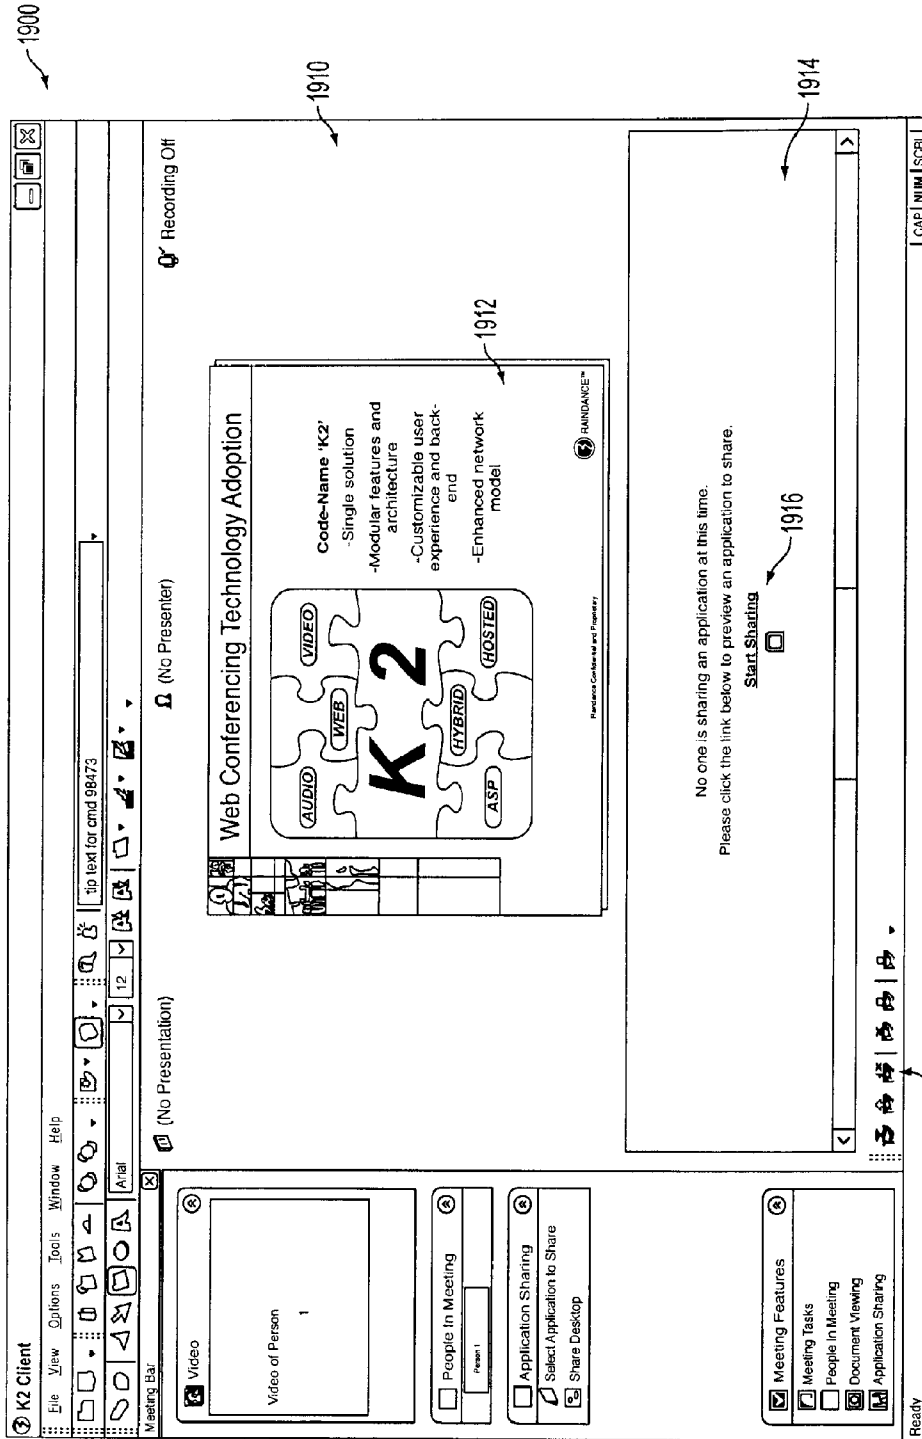 1900
K2 Client
File View Options Tools Window Help
tip text for cmd 98473
Arial 12
Meeting Bar
(No Presentation)
(No Presenter)
Recording Off
1910
Video
Video of Person
1
People In Meeting
Person 1
Application Sharing
Select Application to Share
Share Desktop
Meeting Features
Meeting Tasks
People In Meeting
Document Viewing
Application Sharing
Web Conferencing Technology Adoption
AUDIO
VIDEO
WEB
K 2
HYBRID
ASP
HOSTED
Code-Name 'K2'
-Single solution
-Modular features and
architecture
-Customizable user
experience and back-
end
-Enhanced network
model
1912
Raindance Confidential and Proprietary
RAINDANCE™
No one is sharing an application at this time.
Please click the link below to preview an application to share.
Start Sharing
1916
1914
Ready
CAP NUM SCRL